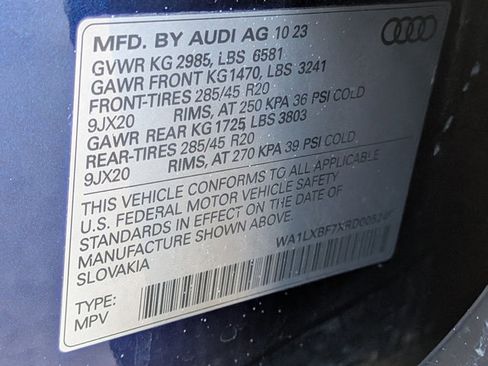 MFD. BY AUDI AG 10 23
GVWR KG 2985, LBS 6581
GAWR FRONT KG1470, LBS 3241
FRONT-TIRES 285/45 R20
9JX20 RIMS, AT 250 KPA 36 PSI COLD
GAWR REAR KG 1725, LBS 3803
REAR-TIRES 285/45 R20
9JX20 RIMS, AT 270 KPA 39 PSI COLD
THIS VEHICLE CONFORMS TO ALL APPLICABLE
U.S. FEDERAL MOTOR VEHICLE SAFETY
STANDARDS IN EFFECT ON THE DATE OF
MANUFACTURE SHOWN ABOVE.
SLOVAKIA
TYPE:
MPV